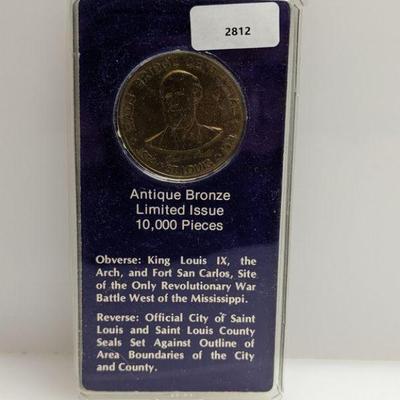 2812
ST. LOUIS
Antique Bronze
Limited Issue
10,000 Pieces
Obverse: King Louis IX, the
Arch, and Fort San Carlos, Site
of the Only Revolutionary War
Battle West of the Mississippi.
Reverse: Official City of Saint
Louis and Saint Louis County
Seals Set Against Outline of
Area Boundaries of the City
and County.